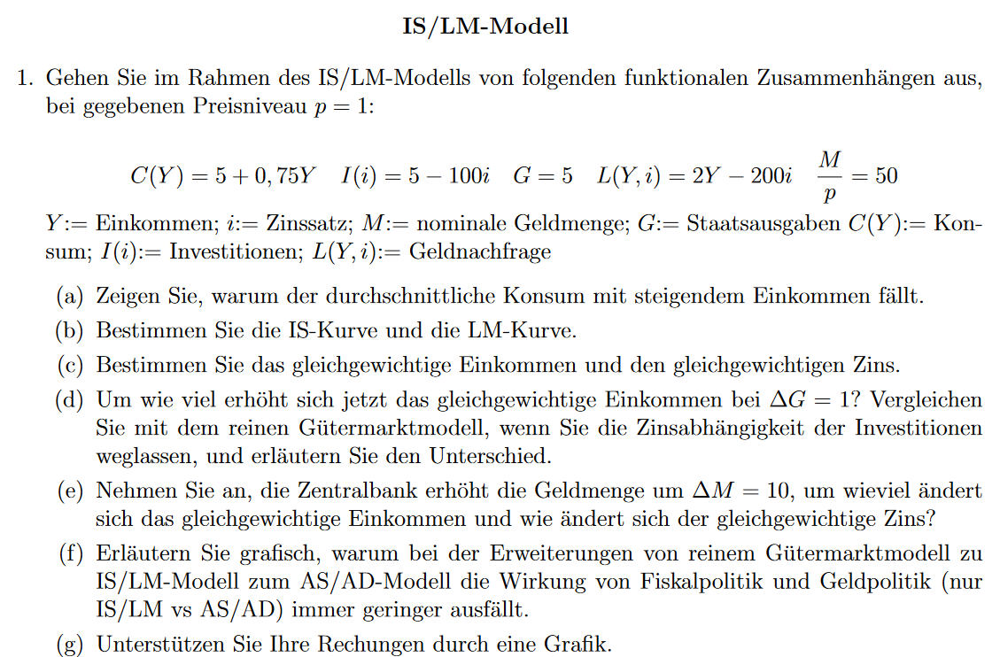 IS/LM-Modell
1. Gehen Sie im Rahmen des IS/LM-Modells von folgenden funktionalen Zusammenhängen aus,
bei gegebenen Preisniveau p = 1:
C(Y) = 5 + 0,75Y I(i) = 5 − 100i G = 5 L(Y, i) = 2Y − 200i M/p = 50
Y:= Einkommen; i:= Zinssatz; M:= nominale Geldmenge; G:= Staatsausgaben C(Y):= Kon-
sum; I(i):= Investitionen; L(Y, i):= Geldnachfrage
(a) Zeigen Sie, warum der durchschnittliche Konsum mit steigendem Einkommen fällt.
(b) Bestimmen Sie die IS-Kurve und die LM-Kurve.
(c) Bestimmen Sie das gleichgewichtige Einkommen und den gleichgewichtigen Zins.
(d) Um wie viel erhöht sich jetzt das gleichgewichtige Einkommen bei ΔG = 1? Vergleichen
Sie mit dem reinen Gütermarktmodell, wenn Sie die Zinsabhängigkeit der Investitionen
weglassen, und erläutern Sie den Unterschied.
(e) Nehmen Sie an, die Zentralbank erhöht die Geldmenge um ΔM = 10, um wieviel ändert
sich das gleichgewichtige Einkommen und wie ändert sich der gleichgewichtige Zins?
(f) Erläutern Sie grafisch, warum bei der Erweiterungen von reinem Gütermarktmodell zu
IS/LM-Modell zum AS/AD-Modell die Wirkung von Fiskalpolitik und Geldpolitik (nur
IS/LM vs AS/AD) immer geringer ausfällt.
(g) Unterstützen Sie Ihre Rechungen durch eine Grafik.